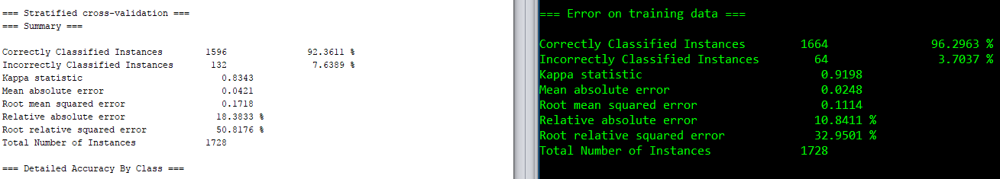 === Stratified cross-validation ===
=== Summary ===
Correctly Classified Instances 1596 92.3611 %
Incorrectly Classified Instances 132 7.6389 %
Kappa statistic 0.8343
Mean absolute error 0.0421
Root mean squared error 0.1718
Relative absolute error 18.3833 %
Root relative squared error 50.8176 %
Total Number of Instances 1728
=== Detailed Accuracy By Class ===
=== Error on training data ===
Correctly Classified Instances 1664 96.2963 %
Incorrectly Classified Instances 64 3.7037 %
Kappa statistic 0.9198
Mean absolute error 0.0248
Root mean squared error 0.1114
Relative absolute error 10.8411 %
Root relative squared error 32.9501 %
Total Number of Instances 1728